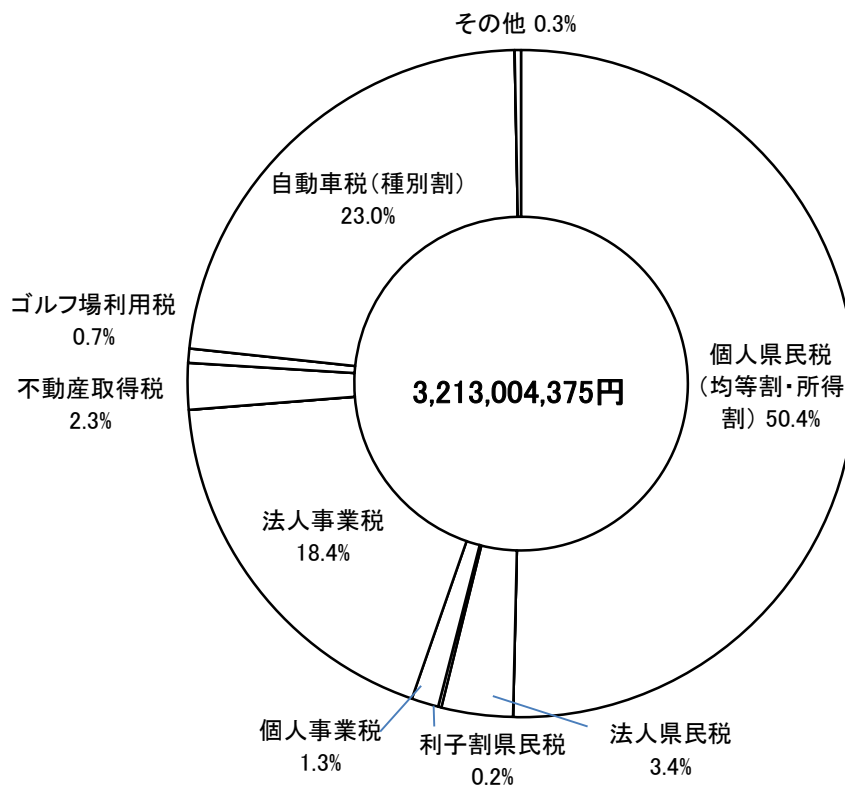 その他 0.3%
自動車税(種別割)
23.0%
ゴルフ場利用税
0.7%
不動産取得税
2.3%
3,213,004,375円
個人県民税
(均等割・所得
割) 50.4%
法人事業税
18.4%
個人事業税
1.3%
利子割県民税
0.2%
法人県民税
3.4%